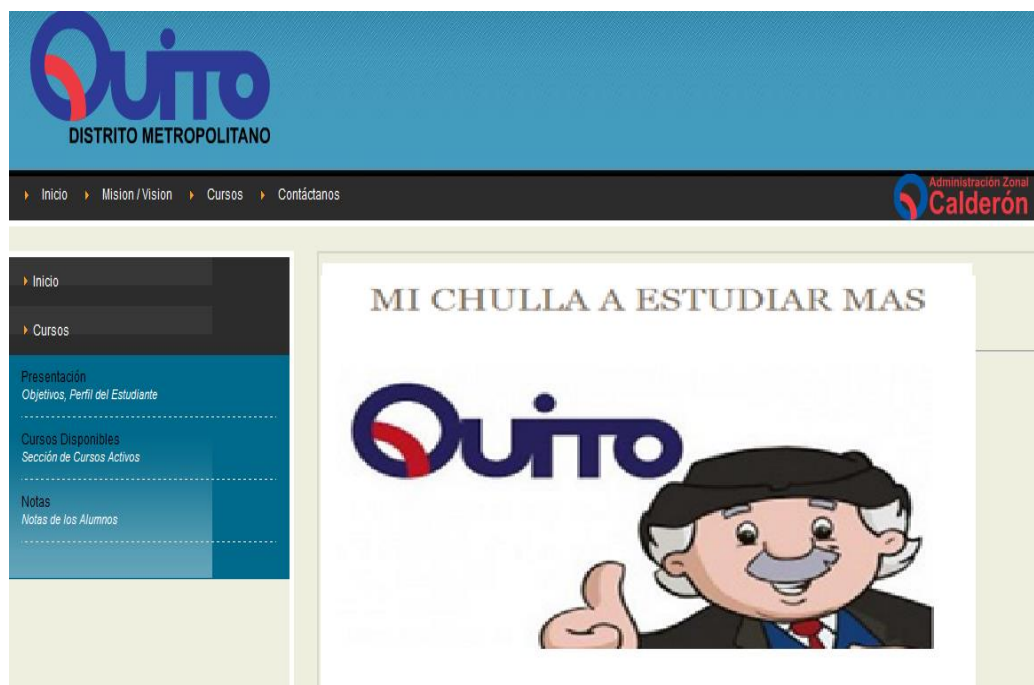 QUITO
DISTRITO METROPOLITANO
Inicio Mision / Vision Cursos Contáctanos
Administración Zonal
Calderón
Inicio
Cursos
Presentación
Objetivos, Perfil del Estudiante
Cursos Disponibles
Sección de Cursos Activos
Notas
Notas de los Alumnos
MI CHULLA A ESTUDIAR MAS
QUITO